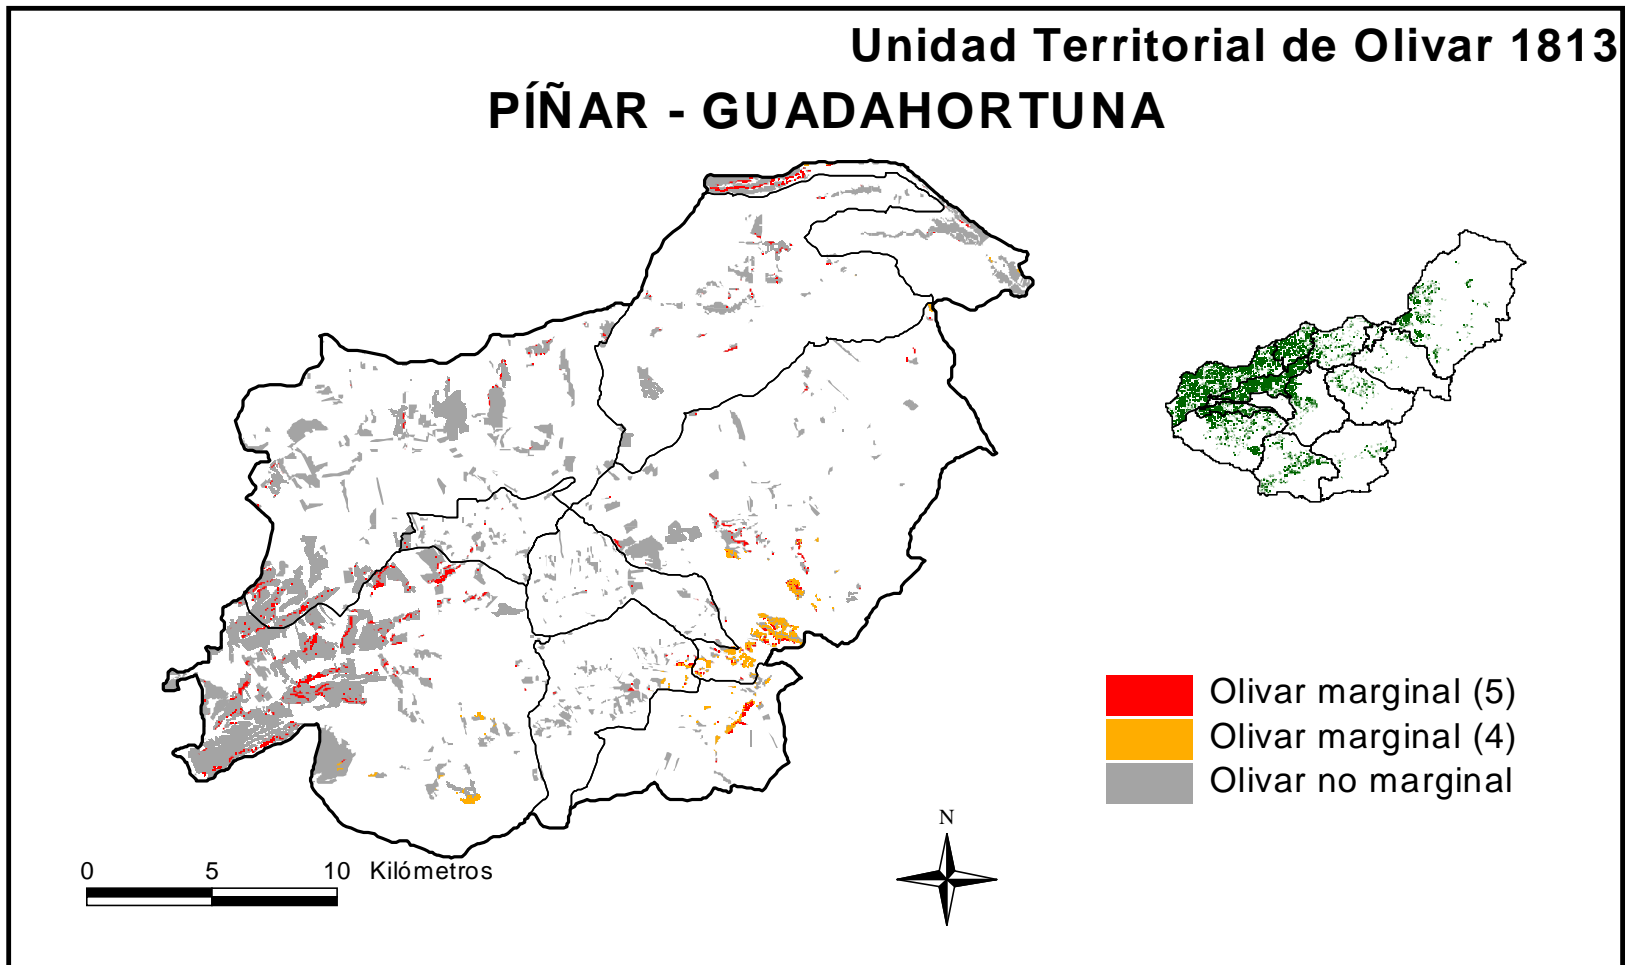 Unidad Territorial de Olivar 1813
PÍÑAR - GUADAHORTUNA
Olivar marginal (5)
Olivar marginal (4)
Olivar no marginal
N
0 5 10 Kilómetros